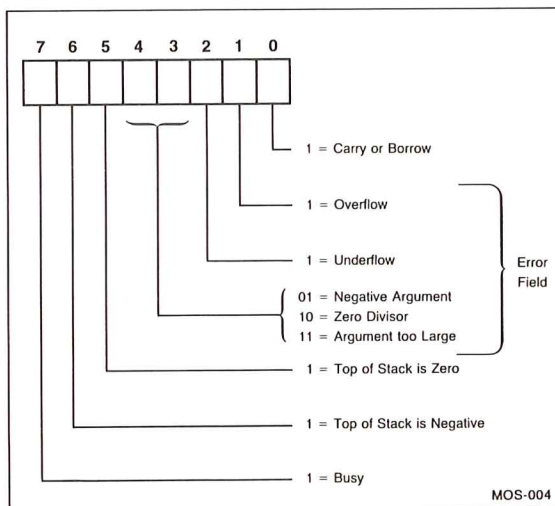 7 6 5 4 3 2 1 0
1 = Carry or Borrow
1 = Overflow
1 = Underflow
01 = Negative Argument
10 = Zero Divisor
11 = Argument too Large
Error
Field
1 = Top of Stack is Zero
1 = Top of Stack is Negative
1 = Busy
MOS-004